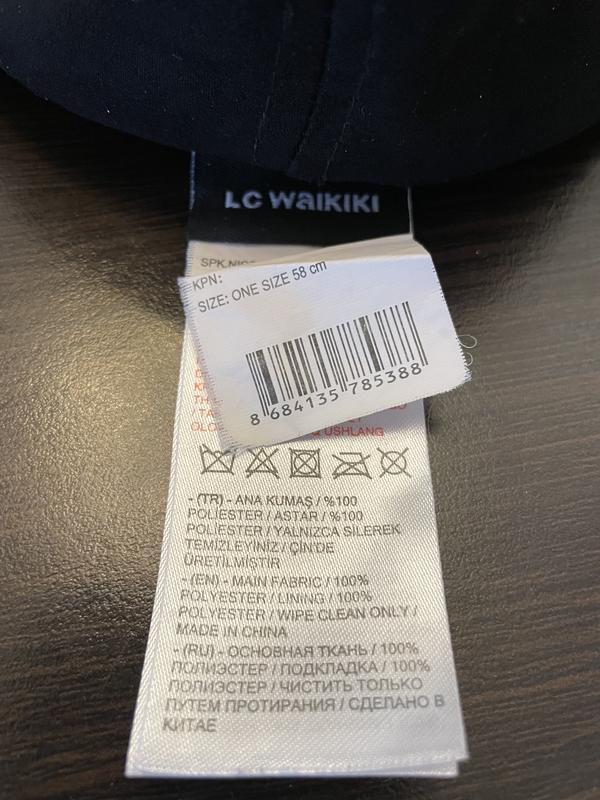 LC WAIKIKI
KPN:
SIZE: ONE SIZE 58 cm
8 684135 785388
USHLANG
- (TR) - ANA KUMAŞ / %100
POLİESTER / ASTAR / %100
POLİESTER / YALNIZCA SİLEREK
TEMİZLEYİNİZ / ÇİN'DE
ÜRETİLMİŞTİR
- (EN) - MAIN FABRIC / 100%
POLYESTER / LINING / 100%
POLYESTER / WIPE CLEAN ONLY /
MADE IN CHINA
- (RU) - ОСНОВНАЯ ТКАНЬ / 100%
ПОЛИЭСТЕР / ПОДКЛАДКА / 100%
ПОЛИЭСТЕР / ЧИСТИТЬ ТОЛЬКО
ПУТЕМ ПРОТИРАНИЯ / СДЕЛАНО В
КИТАЕ